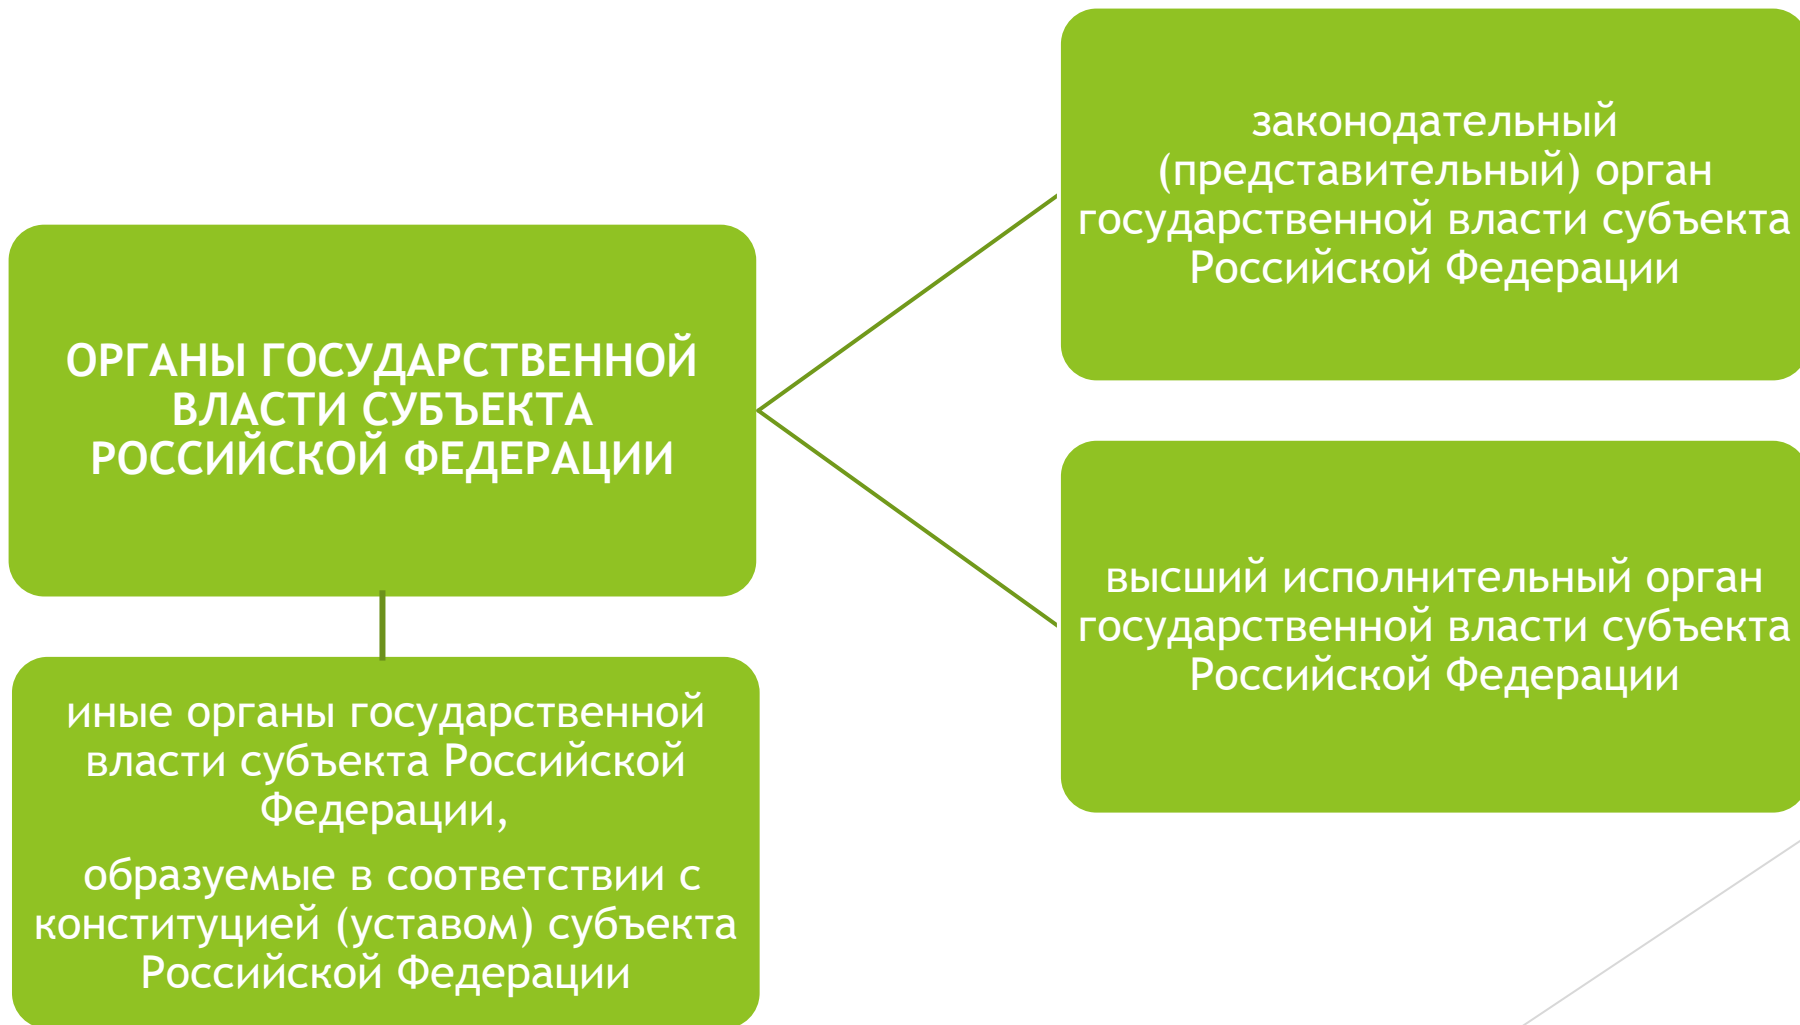 ОРГАНЫ ГОСУДАРСТВЕННОЙ
ВЛАСТИ СУБЪЕКТА
РОССИЙСКОЙ ФЕДЕРАЦИИ
законодательный
(представительный) орган
государственной власти субъекта
Российской Федерации
высший исполнительный орган
государственной власти субъекта
Российской Федерации
иные органы государственной
власти субъекта Российской
Федерации,
образуемые в соответствии с
конституцией (уставом) субъекта
Российской Федерации